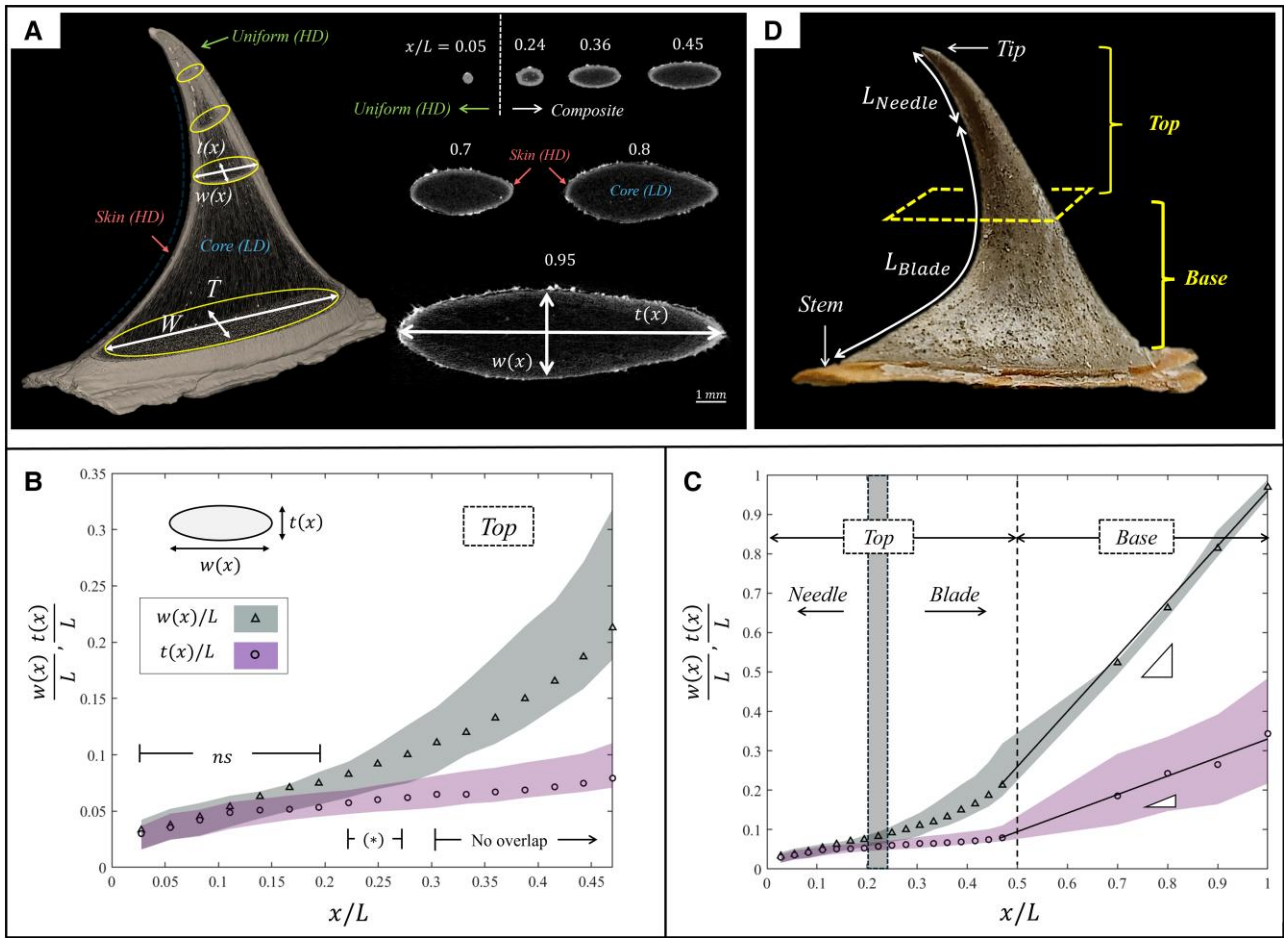 A
Uniform (HD)
x/L = 0.05
0.24
0.36
0.45
Uniform (HD)
Composite
l(x)
w(x)
Skin (HD)
Core (LD)
T
W
0.7
Skin (HD)
0.8
Core (LD)
0.95
t(x)
w(x)
1 mm
D
Tip
L_Needle
Top
L_Blade
Base
Stem
B
0.35
0.3
0.25
0.2
0.15
0.1
0.05
0
w(x)/L, t(x)/L
t(x)
w(x)
Top
w(x)/L
t(x)/L
ns
(*)
No overlap
0 0.05 0.1 0.15 0.2 0.25 0.3 0.35 0.4 0.45
x/L
C
1
0.9
0.8
0.7
0.6
0.5
0.4
0.3
0.2
0.1
0
w(x)/L, t(x)/L
Top
Base
Needle
Blade
0 0.1 0.2 0.3 0.4 0.5 0.6 0.7 0.8 0.9 1
x/L